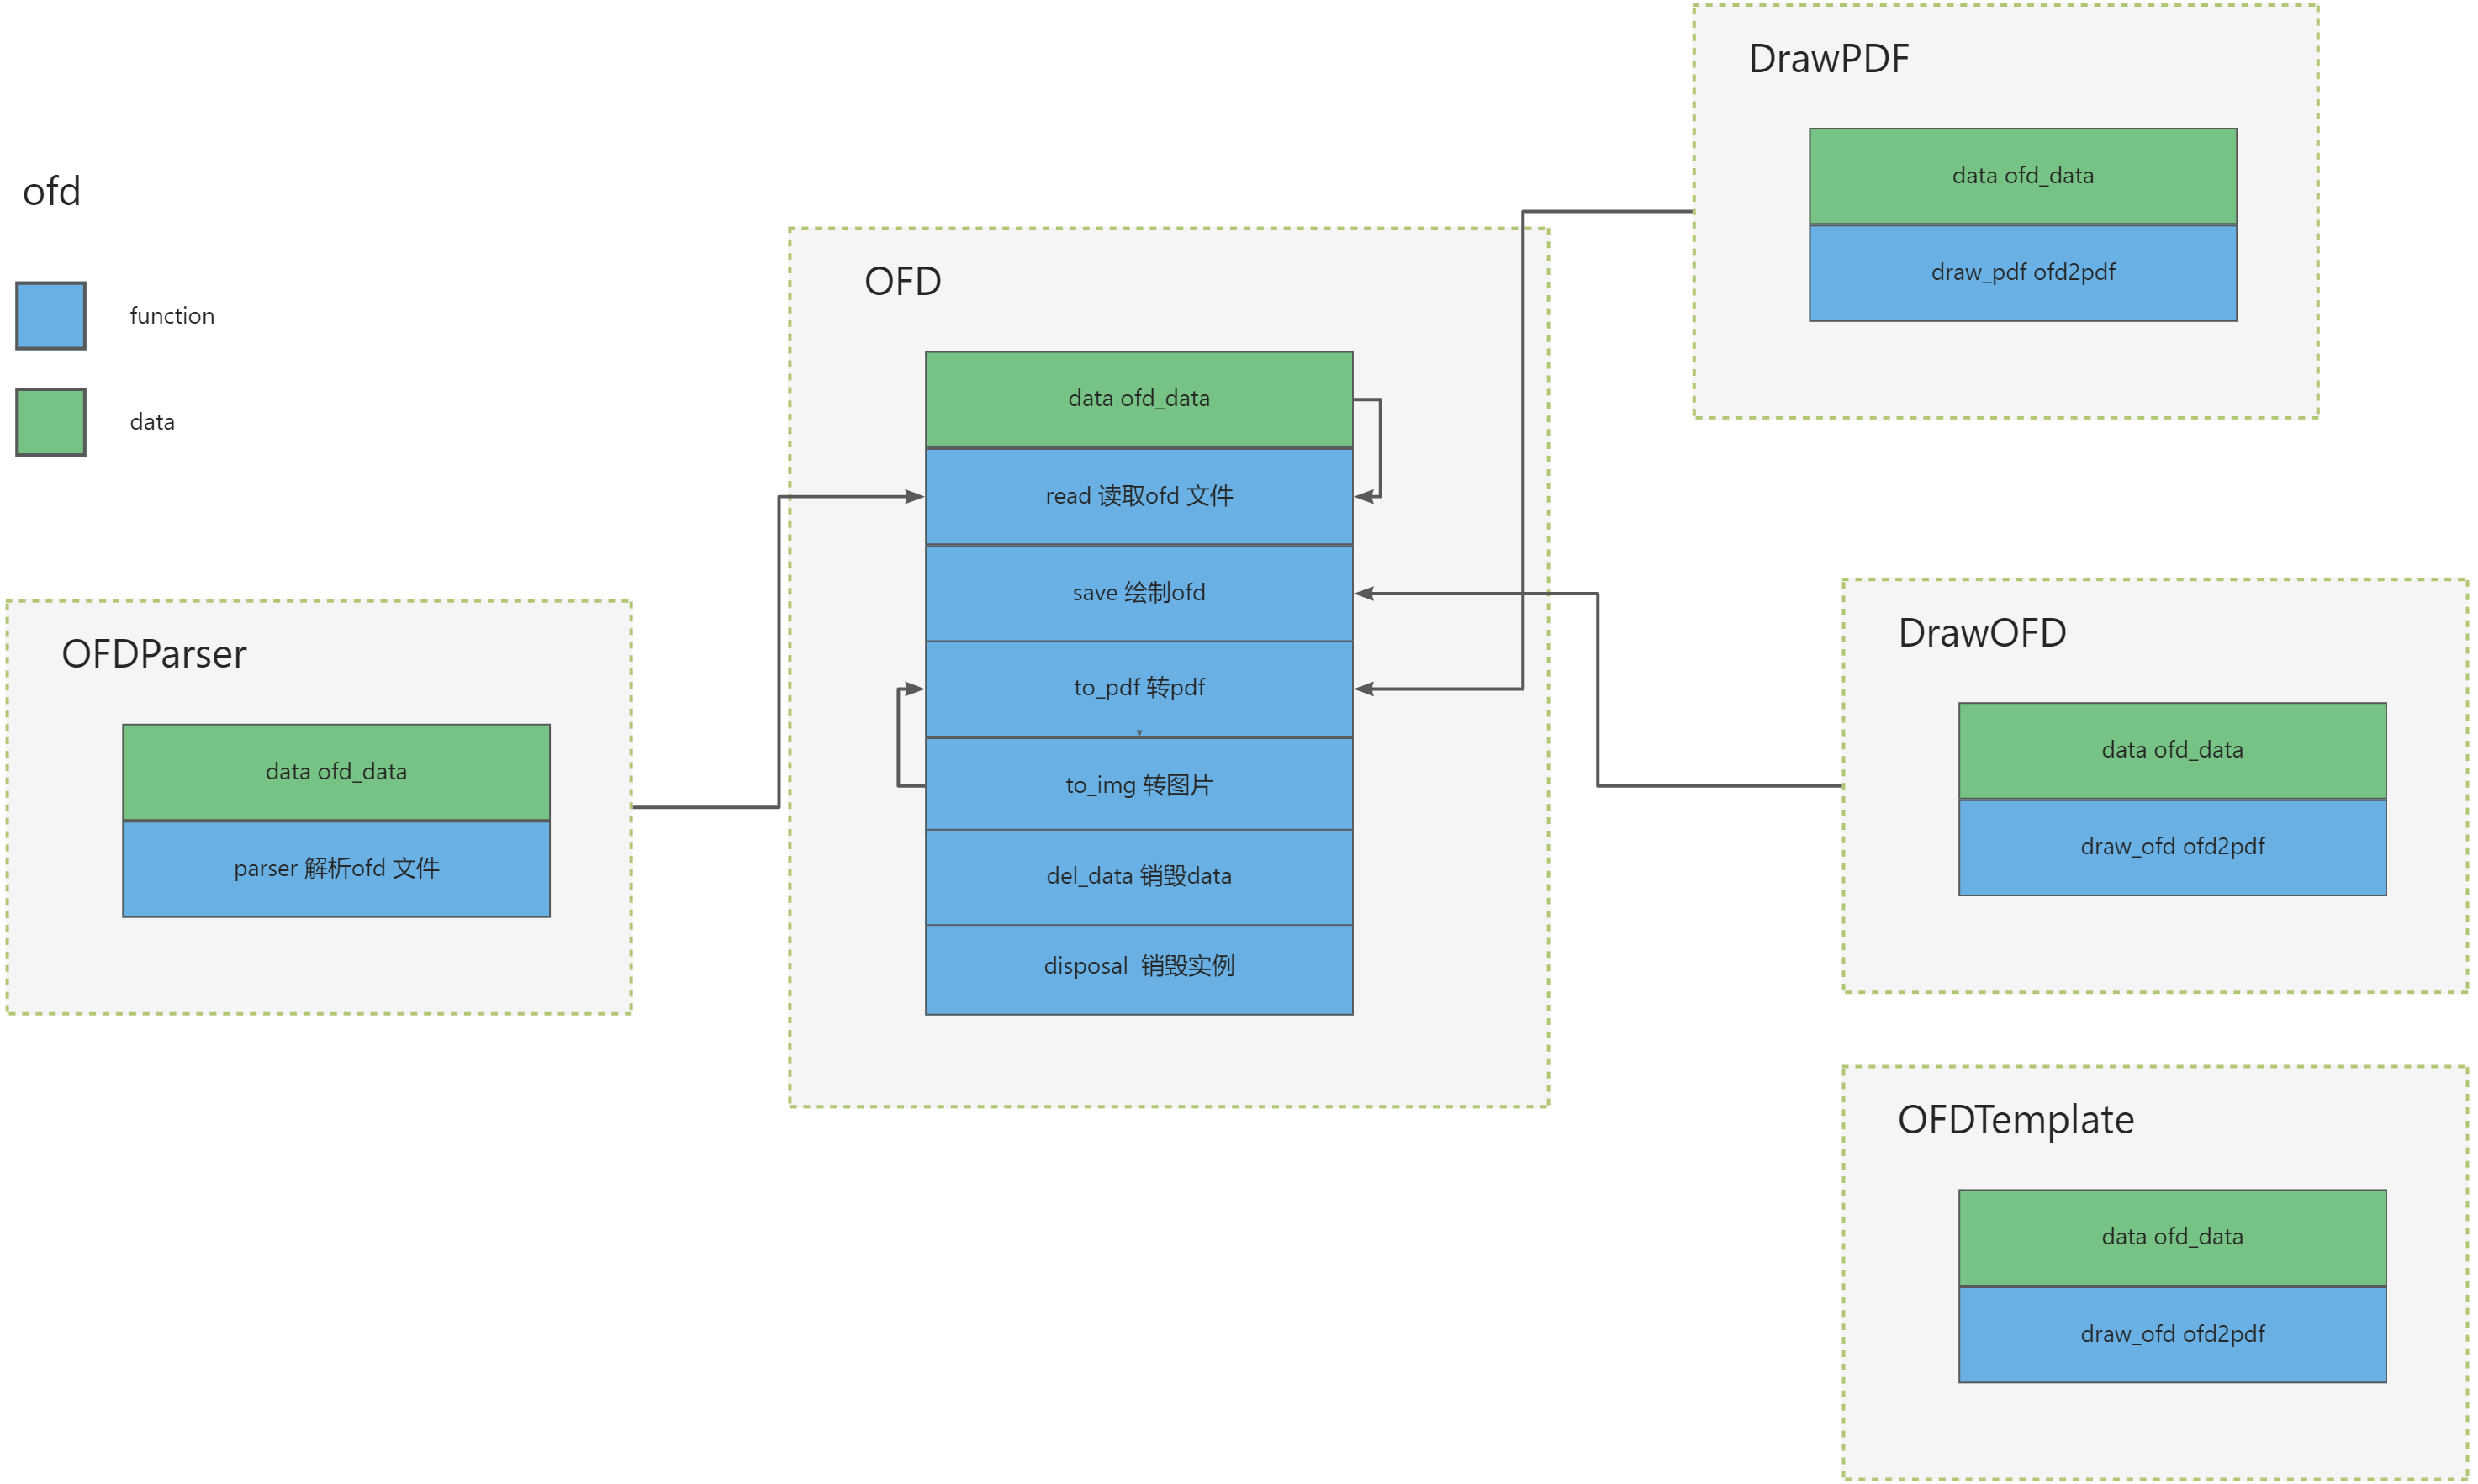 ofd
function
data
OFDParser
data ofd_data
parser 解析ofd 文件
OFD
data ofd_data
read 读取ofd 文件
save 绘制ofd
to_pdf 转pdf
to_img 转图片
del_data 销毁data
disposal  销毁实例
DrawPDF
data ofd_data
draw_pdf ofd2pdf
DrawOFD
data ofd_data
draw_ofd ofd2pdf
OFDTemplate
data ofd_data
draw_ofd ofd2pdf